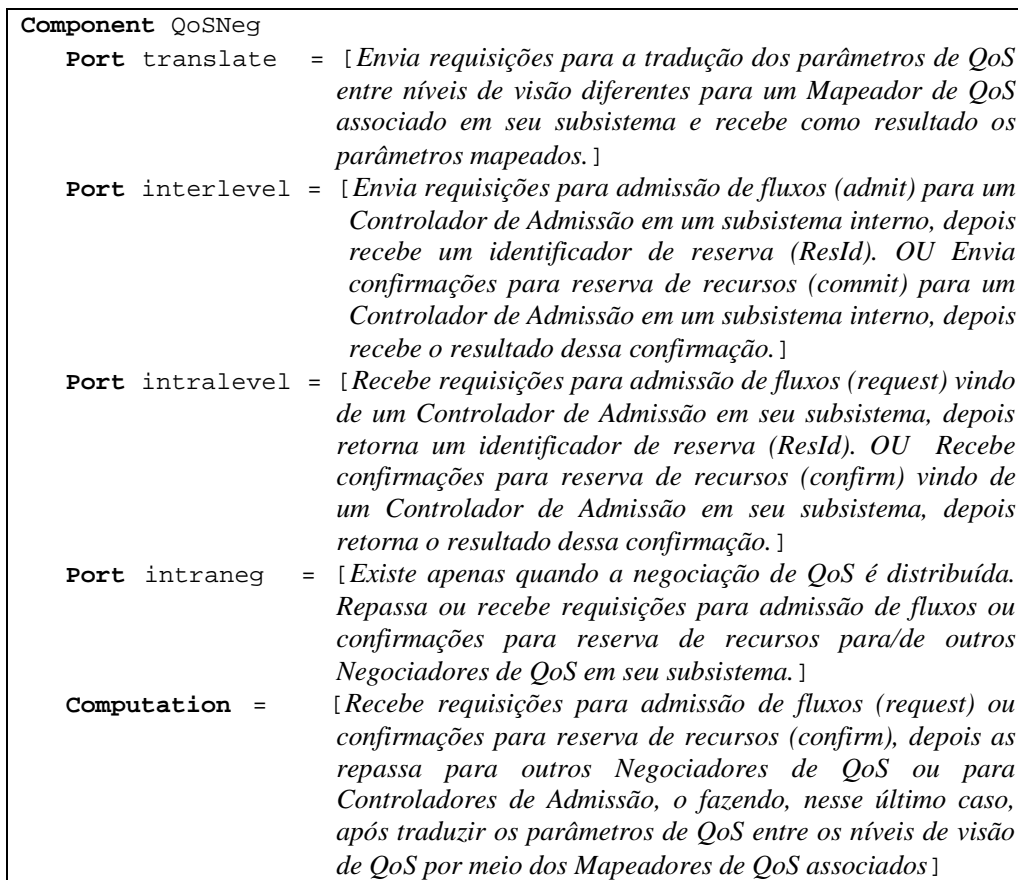 Component QoSNeg
Port translate = [Envia requisições para a tradução dos parâmetros de QoS
entre níveis de visão diferentes para um Mapeador de QoS
associado em seu subsistema e recebe como resultado os
parâmetros mapeados.]
Port interlevel = [Envia requisições para admissão de fluxos (admit) para um
Controlador de Admissão em um subsistema interno, depois
recebe um identificador de reserva (ResId). OU Envia
confirmações para reserva de recursos (commit) para um
Controlador de Admissão em um subsistema interno, depois
recebe o resultado dessa confirmação.]
Port intralevel = [Recebe requisições para admissão de fluxos (request) vindo
de um Controlador de Admissão em seu subsistema, depois
retorna um identificador de reserva (ResId). OU Recebe
confirmações para reserva de recursos (confirm) vindo de
um Controlador de Admissão em seu subsistema, depois
retorna o resultado dessa confirmação.]
Port intraneg = [Existe apenas quando a negociação de QoS é distribuída.
Repassa ou recebe requisições para admissão de fluxos ou
confirmações para reserva de recursos para/de outros
Negociadores de QoS em seu subsistema.]
Computation = [Recebe requisições para admissão de fluxos (request) ou
confirmações para reserva de recursos (confirm), depois as
repassa para outros Negociadores de QoS ou para
Controladores de Admissão, o fazendo, nesse último caso,
após traduzir os parâmetros de QoS entre os níveis de visão
de QoS por meio dos Mapeadores de QoS associados]